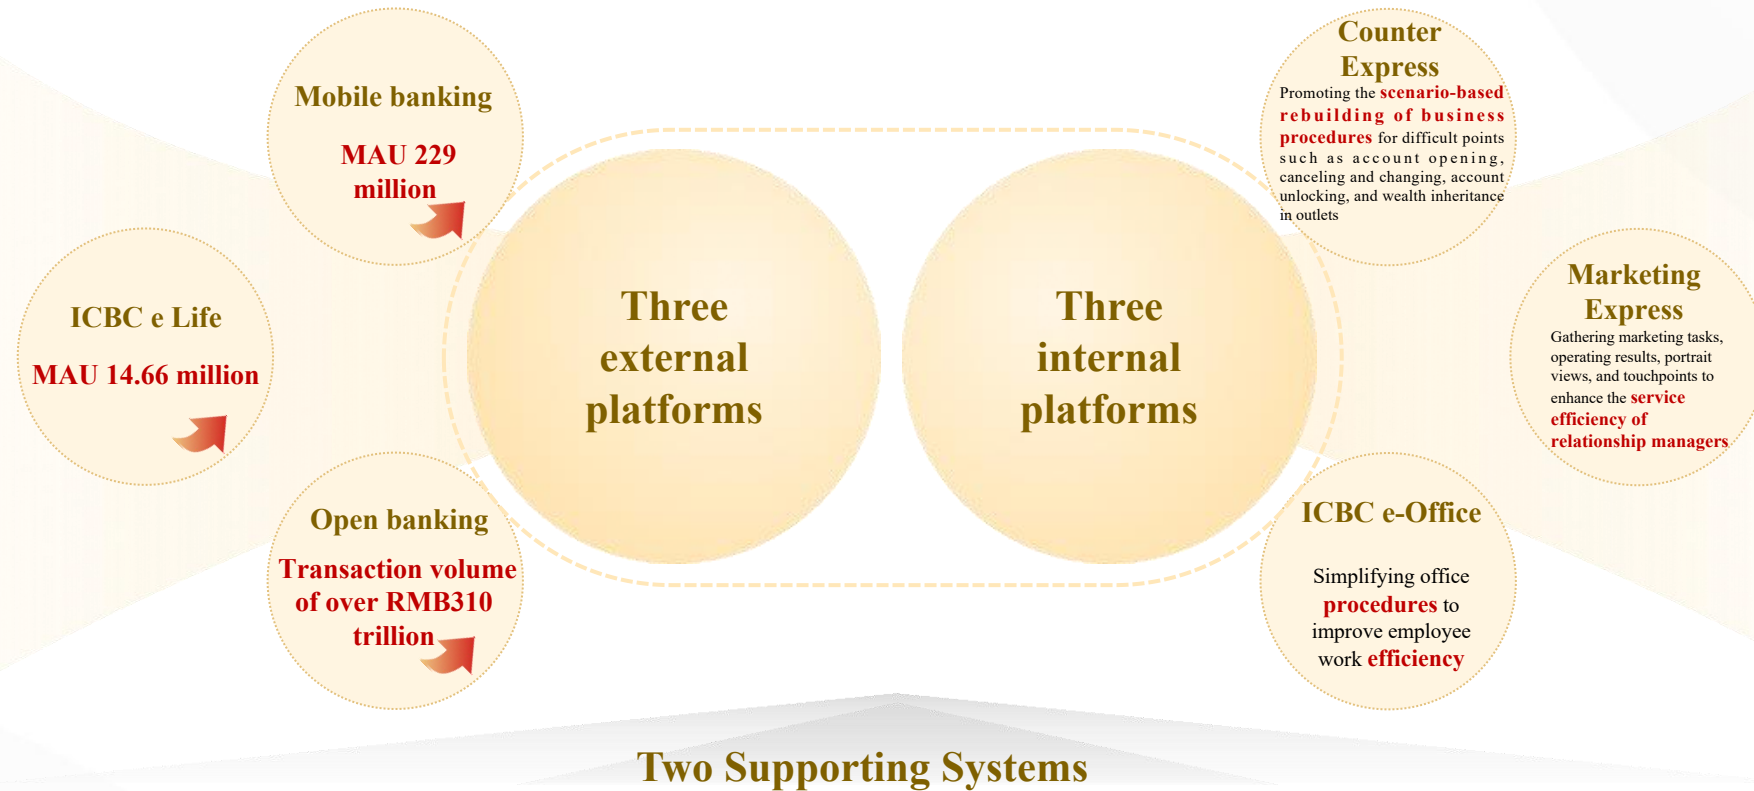 Mobile banking
MAU 229
million
ICBC e Life
MAU 14.66 million
Open banking
Transaction volume
of over RMB310
trillion
Three
external
platforms
Three
internal
platforms
Counter
Express
Promoting the scenario-based
rebuilding of business
procedures for difficult points
such as account opening,
canceling and changing, account
unlocking, and wealth inheritance
in outlets
Marketing
Express
Gathering marketing tasks,
operating results, portrait
views, and touchpoints to
enhance the service
efficiency of
relationship managers
ICBC e-Office
Simplifying office
procedures to
improve employee
work efficiency
Two Supporting Systems